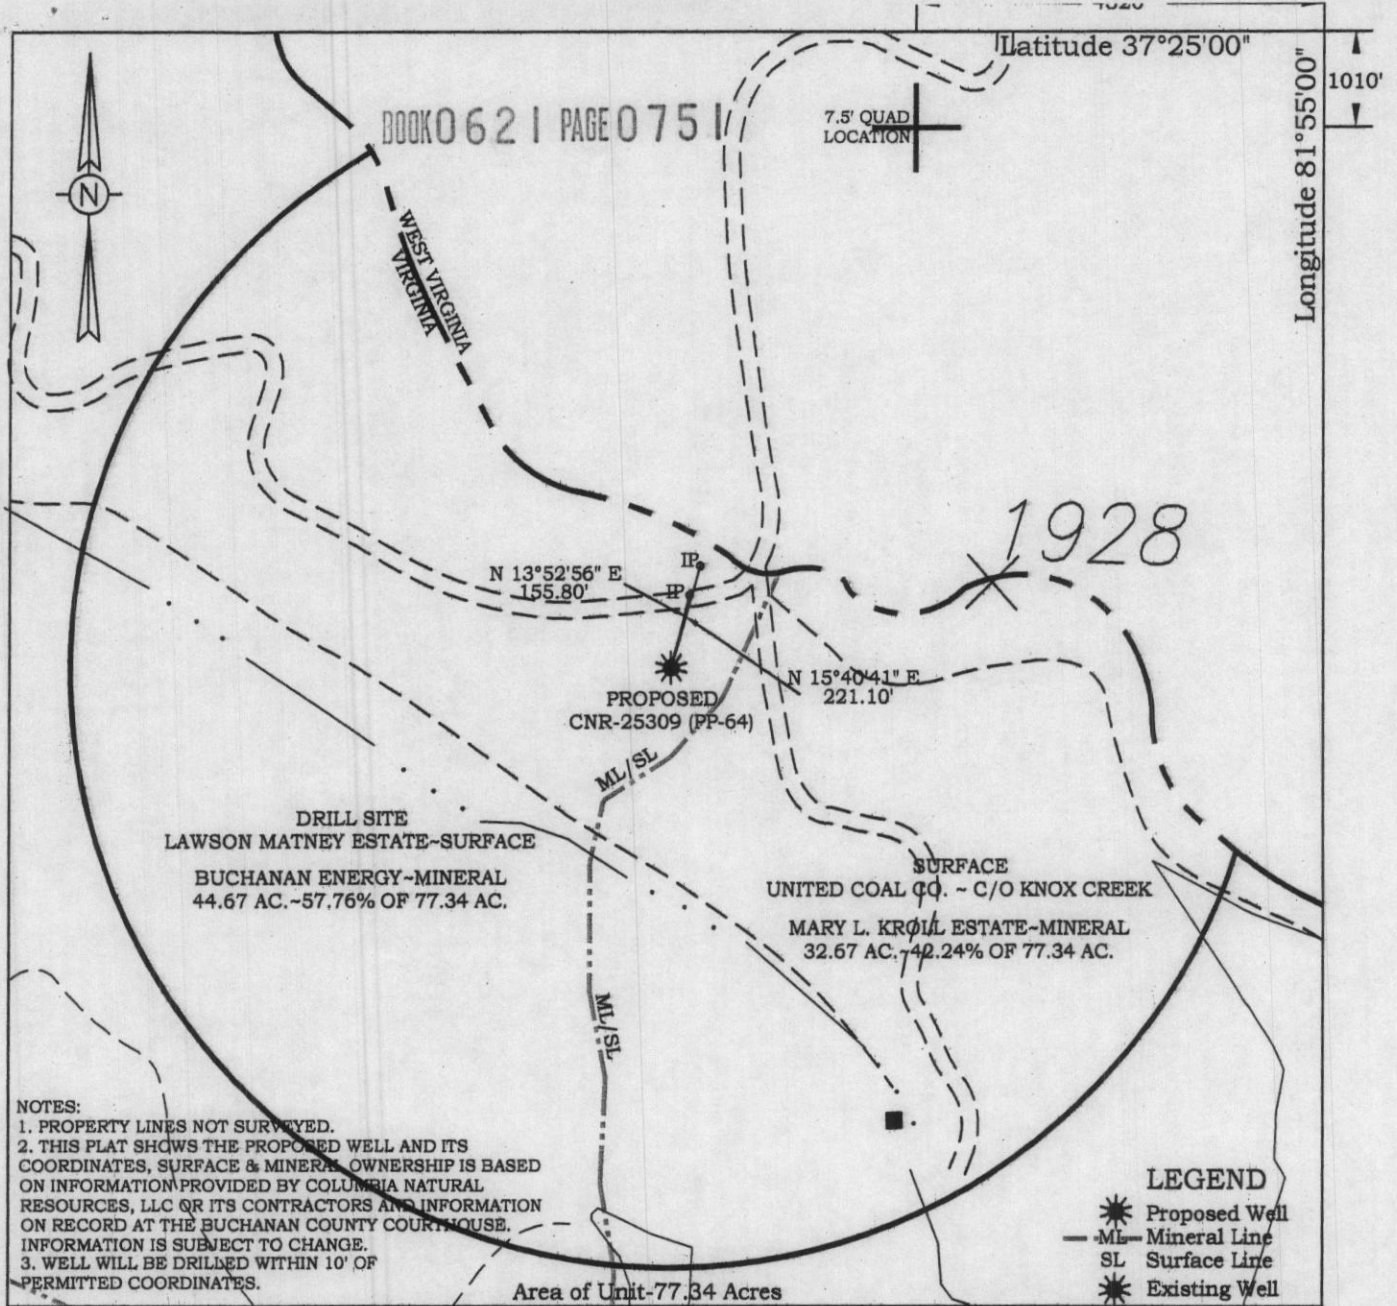 Latitude 37°25'00"
1010'
Longitude 81°55'00"
7.5' QUAD
LOCATION
BOOK 0621 PAGE 0751
N
WEST VIRGINIA
VIRGINIA
1928
IP
N 13°52'56" E
155.80'
IP
N 15°40'41" E
221.10'
PROPOSED
CNR-25309 (PP-64)
ML/SL
DRILL SITE
LAWSON MATNEY ESTATE~SURFACE
BUCHANAN ENERGY~MINERAL
44.67 AC.~57.76% OF 77.34 AC.
SURFACE
UNITED COAL CO. ~ C/O KNOX CREEK
MARY L. KROLL ESTATE~MINERAL
32.67 AC.~42.24% OF 77.34 AC.
ML/SL
NOTES:
1. PROPERTY LINES NOT SURVEYED.
2. THIS PLAT SHOWS THE PROPOSED WELL AND ITS
COORDINATES, SURFACE & MINERAL OWNERSHIP IS BASED
ON INFORMATION PROVIDED BY COLUMBIA NATURAL
RESOURCES, LLC OR ITS CONTRACTORS AND INFORMATION
ON RECORD AT THE BUCHANAN COUNTY COURTHOUSE.
INFORMATION IS SUBJECT TO CHANGE.
3. WELL WILL BE DRILLED WITHIN 10' OF
PERMITTED COORDINATES.
Area of Unit-77.34 Acres
LEGEND
Proposed Well
ML Mineral Line
SL Surface Line
Existing Well